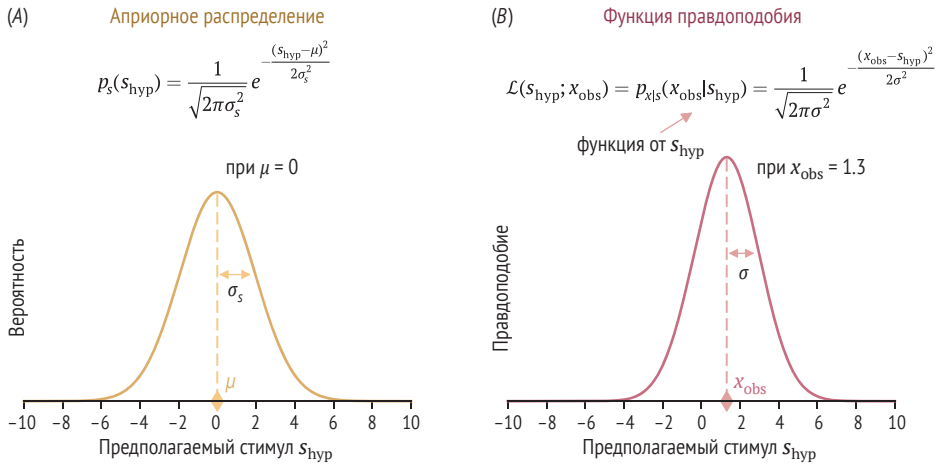 (A) Априорное распределение
p_s(s_hyp) = 1/√(2πσ_s²) e^(−(s_hyp−μ)²/(2σ_s²))
при μ = 0
Вероятность
σ_s
μ
−10 −8 −6 −4 −2 0 2 4 6 8 10
Предполагаемый стимул s_hyp
(B) Функция правдоподобия
ℒ(s_hyp; x_obs) = p_x|s(x_obs|s_hyp) = 1/√(2πσ²) e^(−(x_obs−s_hyp)²/(2σ²))
функция от s_hyp
при x_obs = 1.3
Правдоподобие
σ
x_obs
−10 −8 −6 −4 −2 0 2 4 6 8 10
Предполагаемый стимул s_hyp